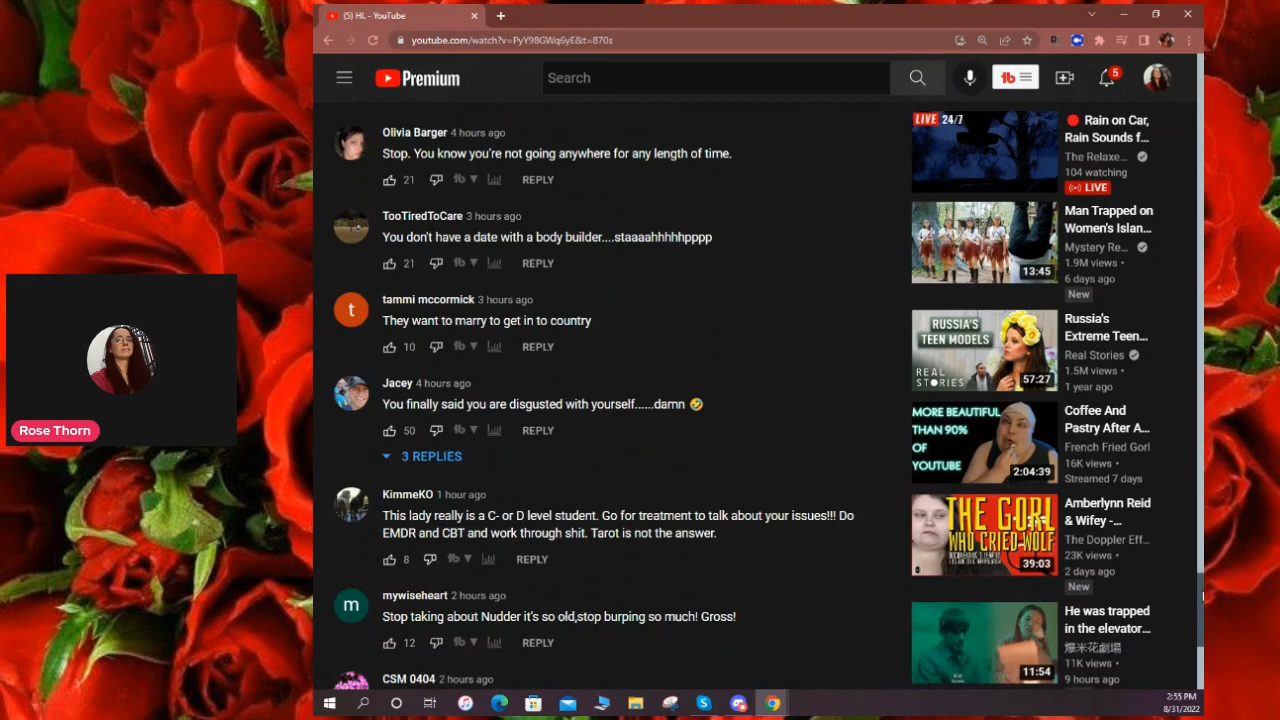 (5) HI. - YouTube
youtube.com/watch?v=PyY98GWq6yE&t=870s
Premium
Search
5
Olivia Barger 4 hours ago
Stop. You know you're not going anywhere for any length of time.
21
REPLY
TooTiredToCare 3 hours ago
You don't have a date with a body builder....staaaahhhhhpppp
21
REPLY
t
tammi mccormick 3 hours ago
They want to marry to get in to country
10
REPLY
Jacey 4 hours ago
You finally said you are disgusted with yourself......damn 🤣
50
REPLY
3 REPLIES
KimmeKO 1 hour ago
This lady really is a C- or D level student. Go for treatment to talk about your issues!!! Do
EMDR and CBT and work through shit. Tarot is not the answer.
8
REPLY
m
mywiseheart 2 hours ago
Stop taking about Nudder it's so old,stop burping so much! Gross!
12
REPLY
CSM 0404 2 hours ago
LIVE 24/7
Rain on Car,
Rain Sounds f...
The Relaxe...
104 watching
LIVE
13:45
Man Trapped on
Women's Islan...
Mystery Re...
1.9M views •
6 days ago
New
RUSSIA'S
TEEN MODELS
REAL
STORIES
57:27
Russia's
Extreme Teen...
Real Stories
1.5M views •
1 year ago
MORE BEAUTIFUL
THAN 90%
OF
YOUTUBE
2:04:39
Coffee And
Pastry After A...
French Fried Gorl
16K views •
Streamed 7 days
THE GORL
WHO CRIED WOLF
39:03
Amberlynn Reid
& Wifey -...
The Doppler Eff...
23K views •
2 days ago
New
11:54
He was trapped
in the elevator...
爆米花劇場
11K views •
9 hours ago
Rose Thorn
2:55 PM
8/31/2022